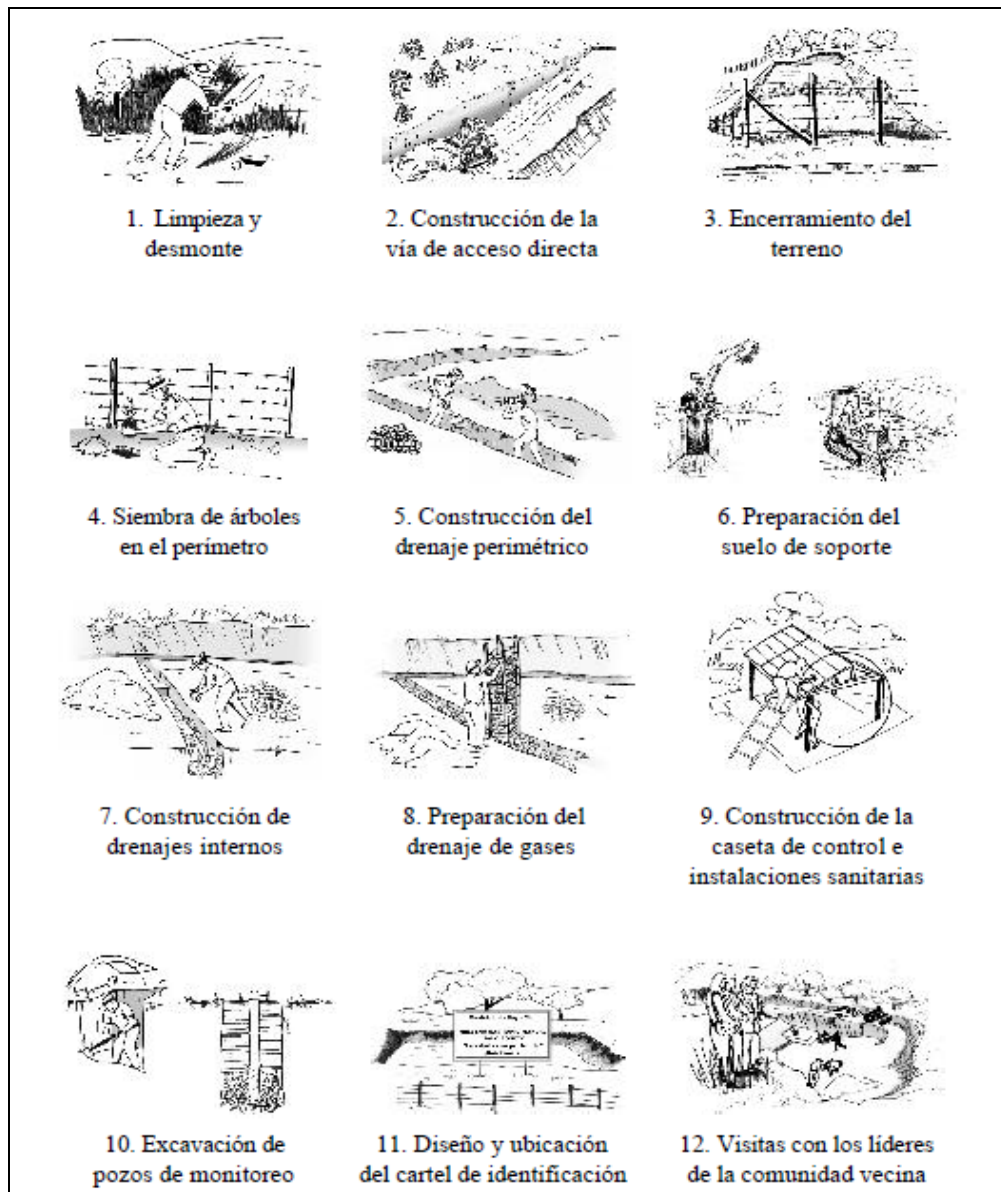 1. Limpieza y
desmonte
2. Construcción de la
vía de acceso directa
3. Encerramiento del
terreno
4. Siembra de árboles
en el perímetro
5. Construcción del
drenaje perimétrico
6. Preparación del
suelo de soporte
7. Construcción de
drenajes internos
8. Preparación del
drenaje de gases
9. Construcción de la
caseta de control e
instalaciones sanitarias
10. Excavación de
pozos de monitoreo
11. Diseño y ubicación
del cartel de identificación
12. Visitas con los líderes
de la comunidad vecina